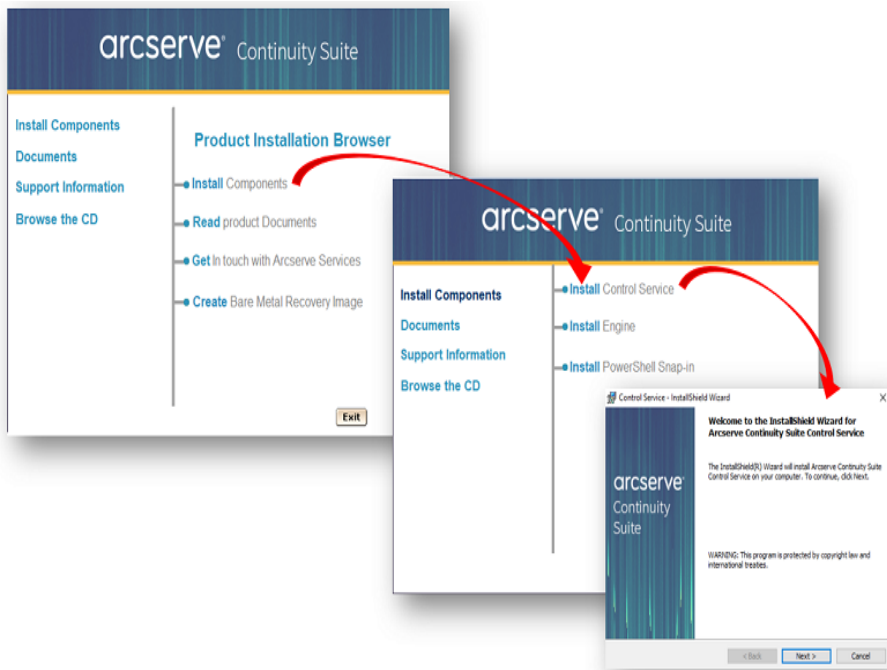 arcserve® Continuity Suite
Install Components
Documents
Support Information
Browse the CD
Product Installation Browser
Install Components
Read product Documents
Get In touch with Arcserve Services
Create Bare Metal Recovery Image
Exit
arcserve® Continuity Suite
Install Components
Documents
Support Information
Browse the CD
Install Control Service
Install Engine
Install PowerShell Snap-in
Control Service - InstallShield Wizard
arcserve®
Continuity
Suite
Welcome to the InstallShield Wizard for
Arcserve Continuity Suite Control Service
The InstallShield(R) Wizard will install Arcserve Continuity Suite
Control Service on your computer. To continue, click Next.
WARNING: This program is protected by copyright law and
international treaties.
< Back
Next >
Cancel